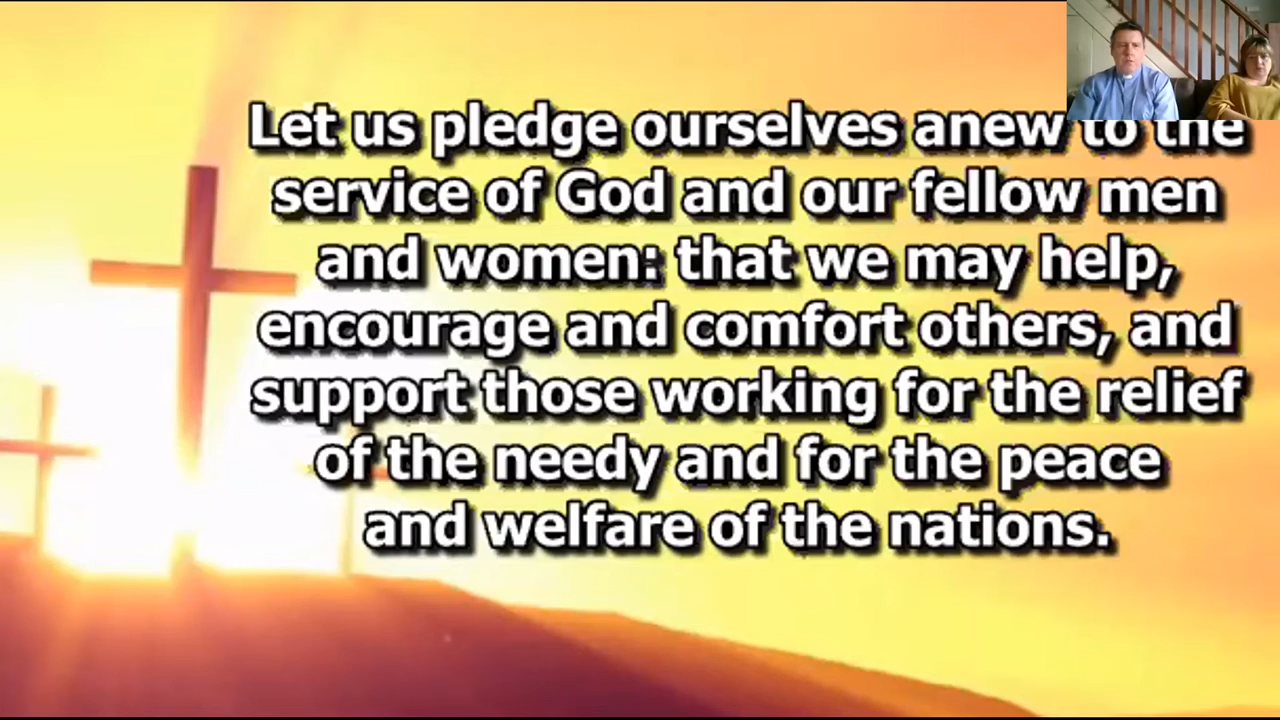 Let us pledge ourselves anew to the
service of God and our fellow men
and women: that we may help,
encourage and comfort others, and
support those working for the relief
of the needy and for the peace
and welfare of the nations.